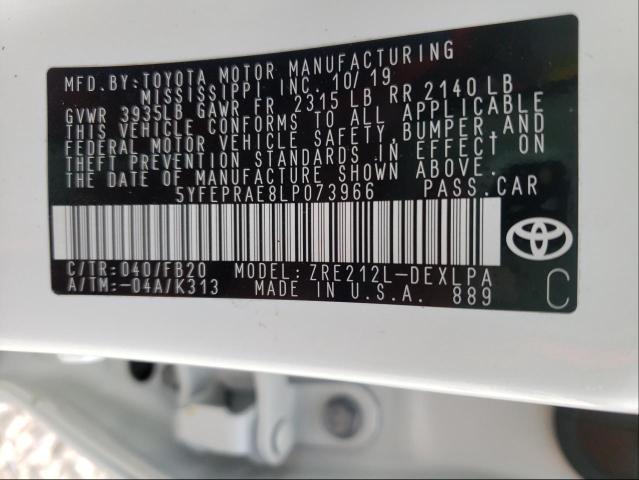 MFD.BY:TOYOTA MOTOR MANUFACTURING
MISSISSIPPI INC. 10/19
GVWR 3935LB GAWR FR 2315 LB RR 2140 LB
THIS VEHICLE CONFORMS TO ALL APPLICABLE
FEDERAL MOTOR VEHICLE SAFETY, BUMPER,AND
THEFT PREVENTION STANDARDS IN EFFECT ON
THE DATE OF MANUFACTURE SHOWN ABOVE.
5YFEPRAE8LP073966 PASS.CAR
C/TR:040/FB20 MODEL:ZRE212L-DEXLPA
A/TM:-04A/K313 MADE IN U.S.A. 889
C